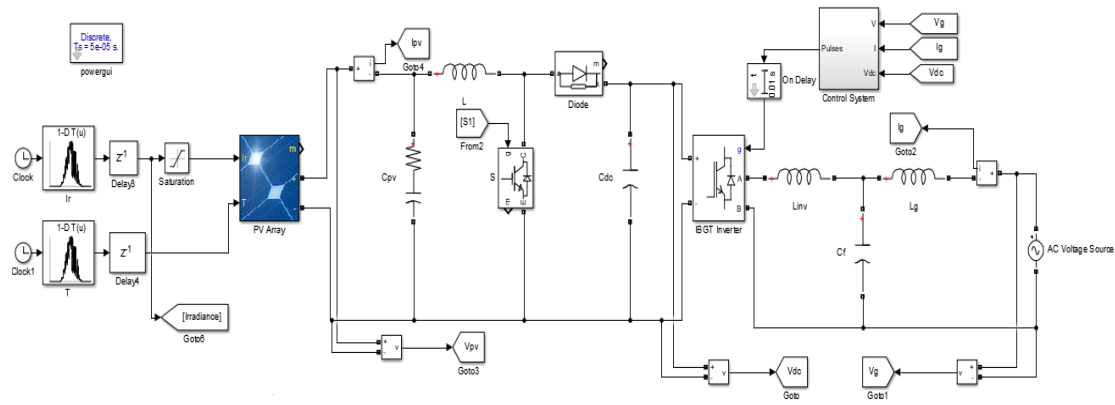 Discrete,
Ts = 5e-05 s.
powergui
Clock
1-D T(u)
Ir
Z-1
Delay3
Saturation
Clock1
1-D T(u)
T
Z-1
Delay4
[Irradiance]
Goto6
Ir
T
m
+
-
PV Array
+
-
i
Ipv
Goto4
Cpv
L
[S1]
From2
S
g
C
m
E
a
m
k
Diode
Cdc
+
-
v
Vpv
Goto3
+
-
g
A
B
IBGT Inverter
t
0.01 s
On Delay
Pulses
V
I
Vdc
Control System
Vg
Ig
Vdc
Linv
Lg
Cf
Ig
Goto2
i
+
-
AC Voltage Source
+
-
v
Vdc
Goto
Vg
Goto1
v
+
-